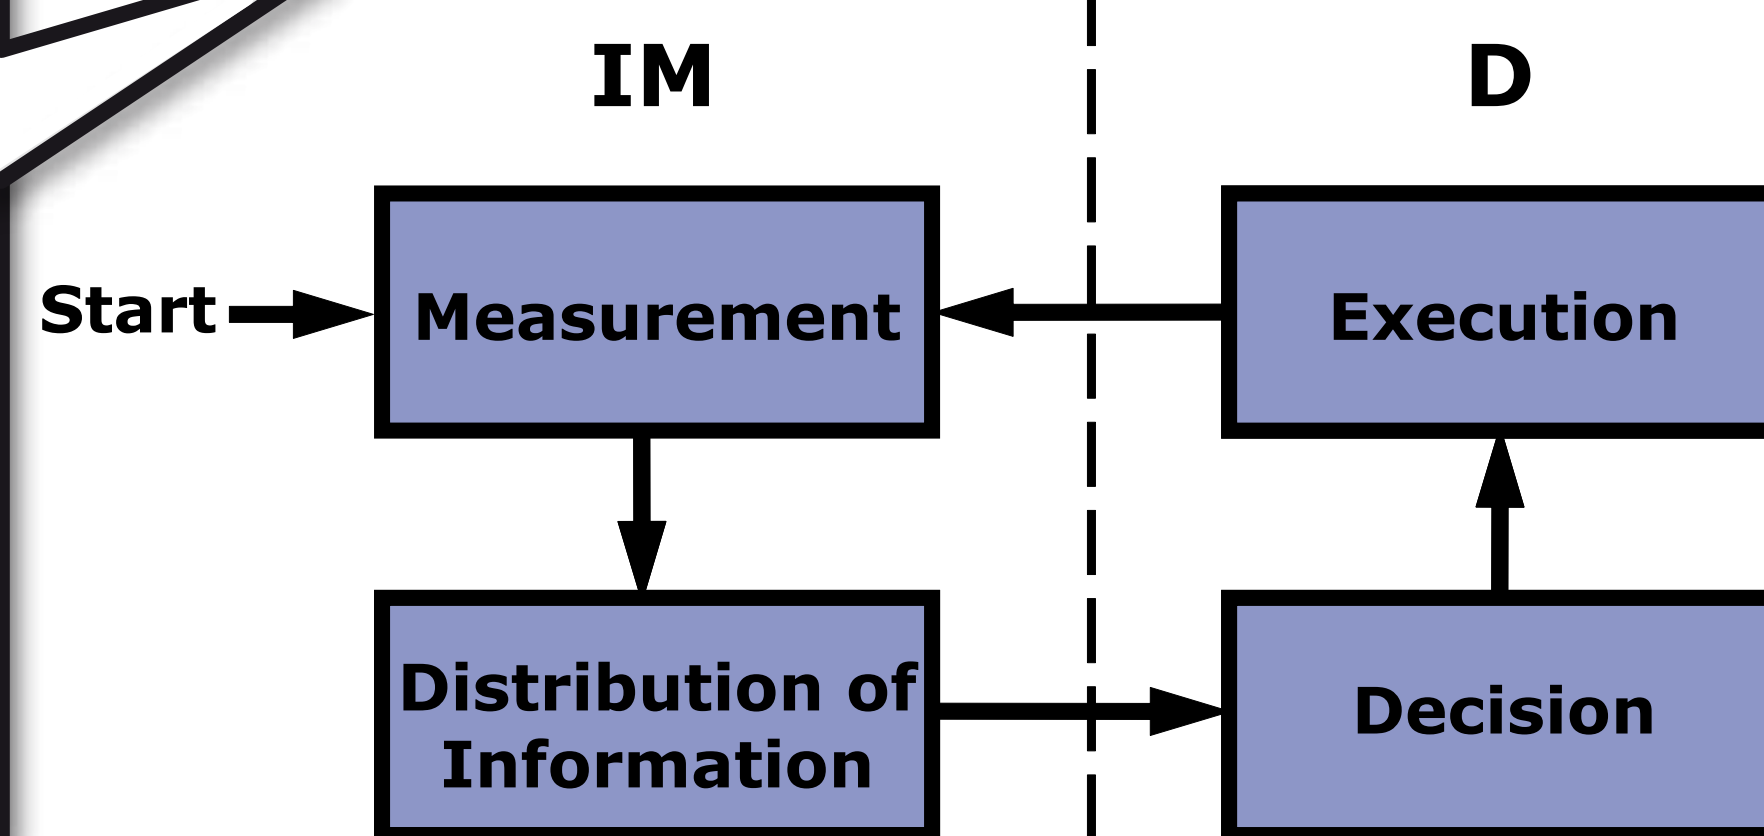 IM
D
Start
Measurement
Execution
Distribution of
Information
Decision